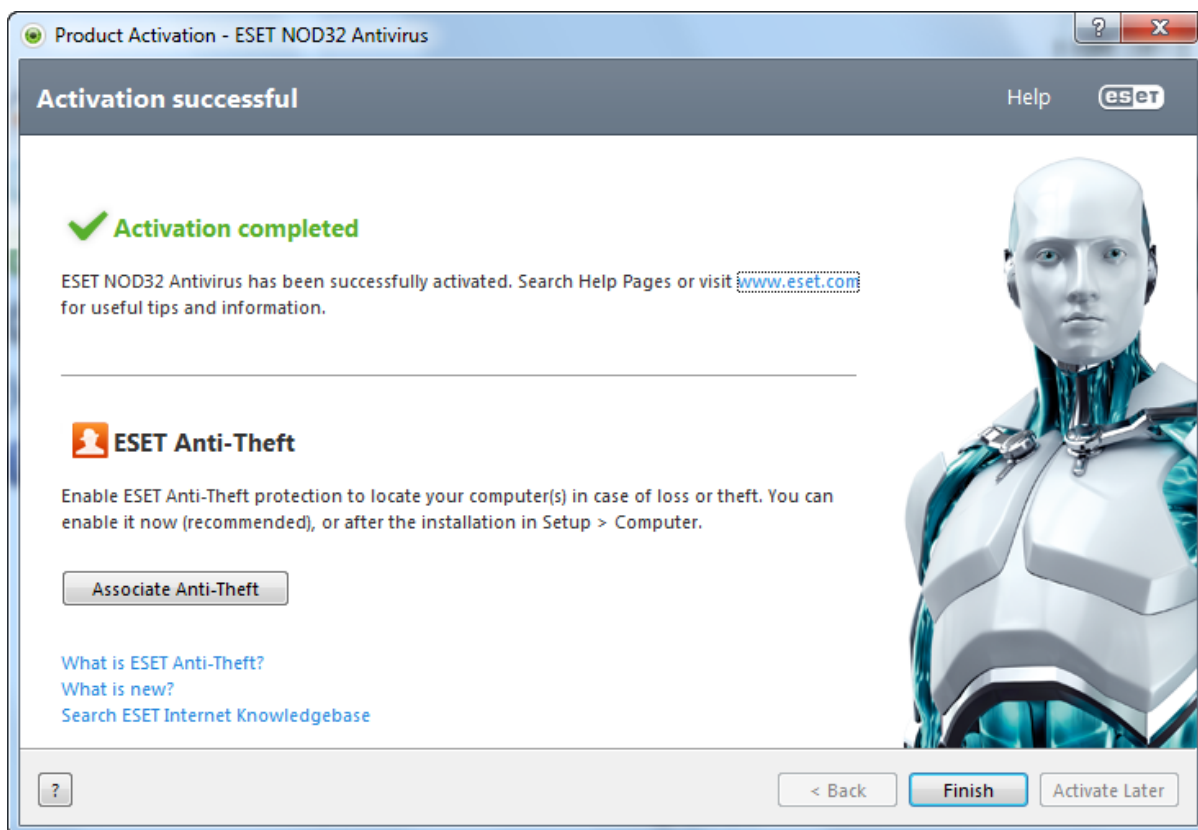 Product Activation - ESET NOD32 Antivirus
? X
Activation successful
Help
eset
Activation completed
ESET NOD32 Antivirus has been successfully activated. Search Help Pages or visit www.eset.com
for useful tips and information.
ESET Anti-Theft
Enable ESET Anti-Theft protection to locate your computer(s) in case of loss or theft. You can
enable it now (recommended), or after the installation in Setup > Computer.
Associate Anti-Theft
What is ESET Anti-Theft?
What is new?
Search ESET Internet Knowledgebase
?
< Back
Finish
Activate Later